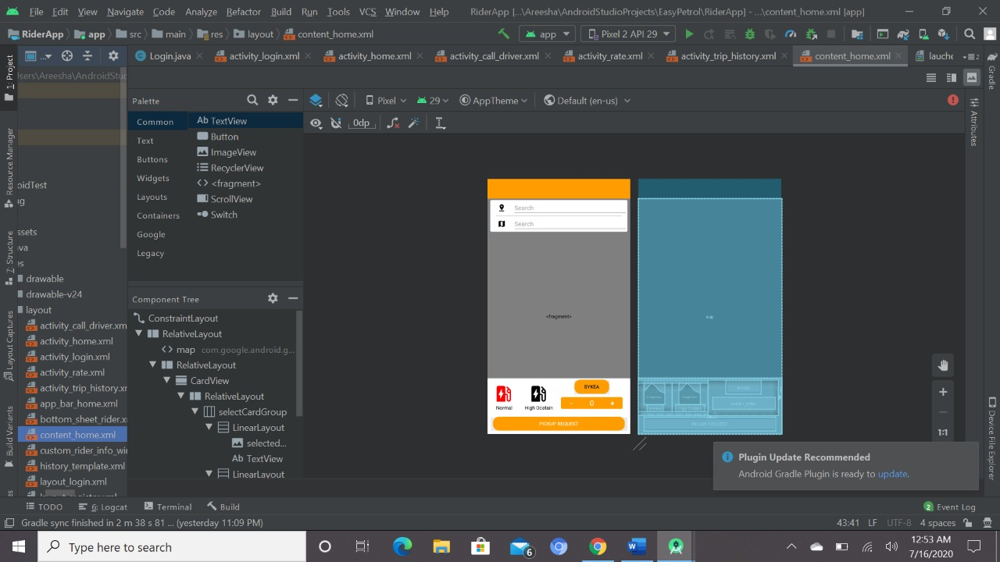 File Edit View Navigate Code Analyze Refactor Build Run Tools VCS Window Help RiderApp [...\Areesha\AndroidStudioProjects\EasyPetrol\RiderApp] - ...\content_home.xml [app]
RiderApp app src main res layout content_home.xml app Pixel 2 API 29
Login.java activity_login.xml activity_home.xml activity_call_driver.xml activity_rate.xml activity_trip_history.xml content_home.xml lauche
1: Project
Resource Manager
7: Structure
Layout Captures
Build Variants
sers\Areesha\AndroidStud
oidTest
ug
ssets
va
es
drawable
drawable-v24
layout
activity_call_driver.xm
activity_home.xml
activity_login.xml
activity_rate.xml
activity_trip_history.xm
app_bar_home.xml
bottom_sheet_rider.x
content_home.xml
custom_rider_info_wi
history_template.xml
layout_login.xml
layout_register.xml
Palette
Common
Text
Buttons
Widgets
Layouts
Containers
Google
Legacy
Ab TextView
Button
ImageView
RecyclerView
<fragment>
ScrollView
Switch
Component Tree
ConstraintLayout
RelativeLayout
map com.google.android.g...
RelativeLayout
CardView
RelativeLayout
selectCardGroup
LinearLayout
selected...
Ab TextView
LinearLayout
Pixel 29 AppTheme Default (en-us)
0dp
Search
Search
<fragment>
BYKEA
- 0 +
Normal High Ocatain
PICKUP REQUEST
map
PICKUP REQUEST
1:1
Gradle
Attributes
Device File Explorer
Plugin Update Recommended
Android Gradle Plugin is ready to update.
TODO 6: Logcat Terminal Build 2 Event Log
Gradle sync finished in 2 m 38 s 81 ... (yesterday 11:09 PM) 43:41 LF UTF-8 4 spaces
Type here to search 6 12:53 AM
7/16/2020